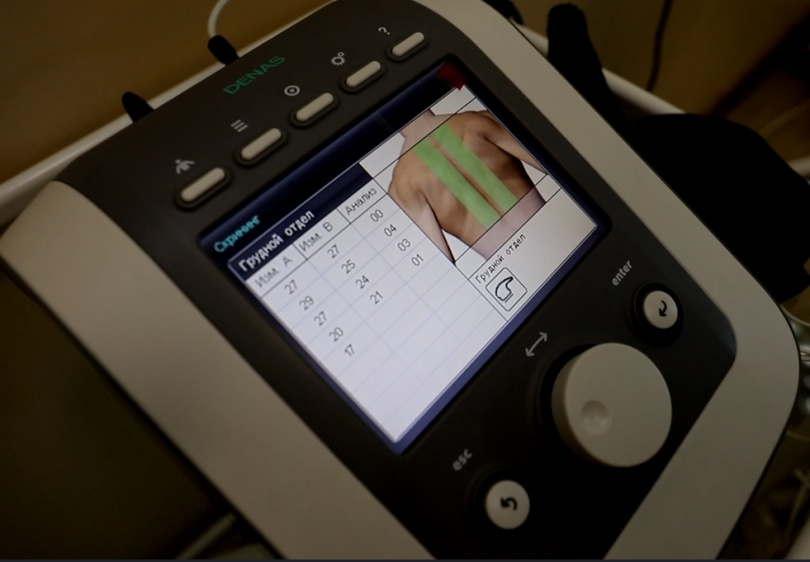 DENAS
?
Скрининг
Грудной отдел
Изм. A Изм. B Анализ
27 27 00
29 25 04
27 24 03
20 21 01
17
Грудной отдел
enter
esc